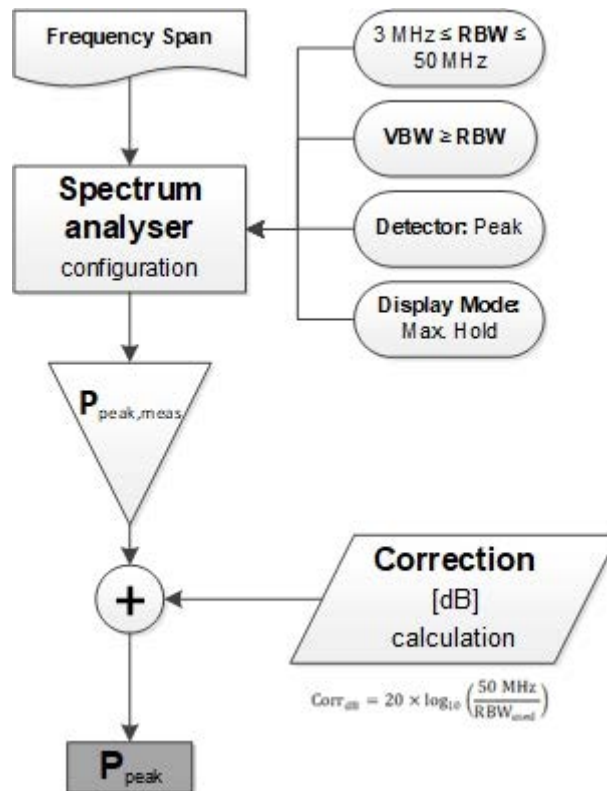 Frequency Span
3 MHz ≤ RBW ≤
50 MHz
VBW ≥ RBW
Spectrum
analyser
configuration
Detector: Peak
Display Mode:
Max. Hold
P peak,meas
+
Correction
[dB]
calculation
Corr_dB = 20 × log₁₀ (50 MHz / RBW_used)
P peak